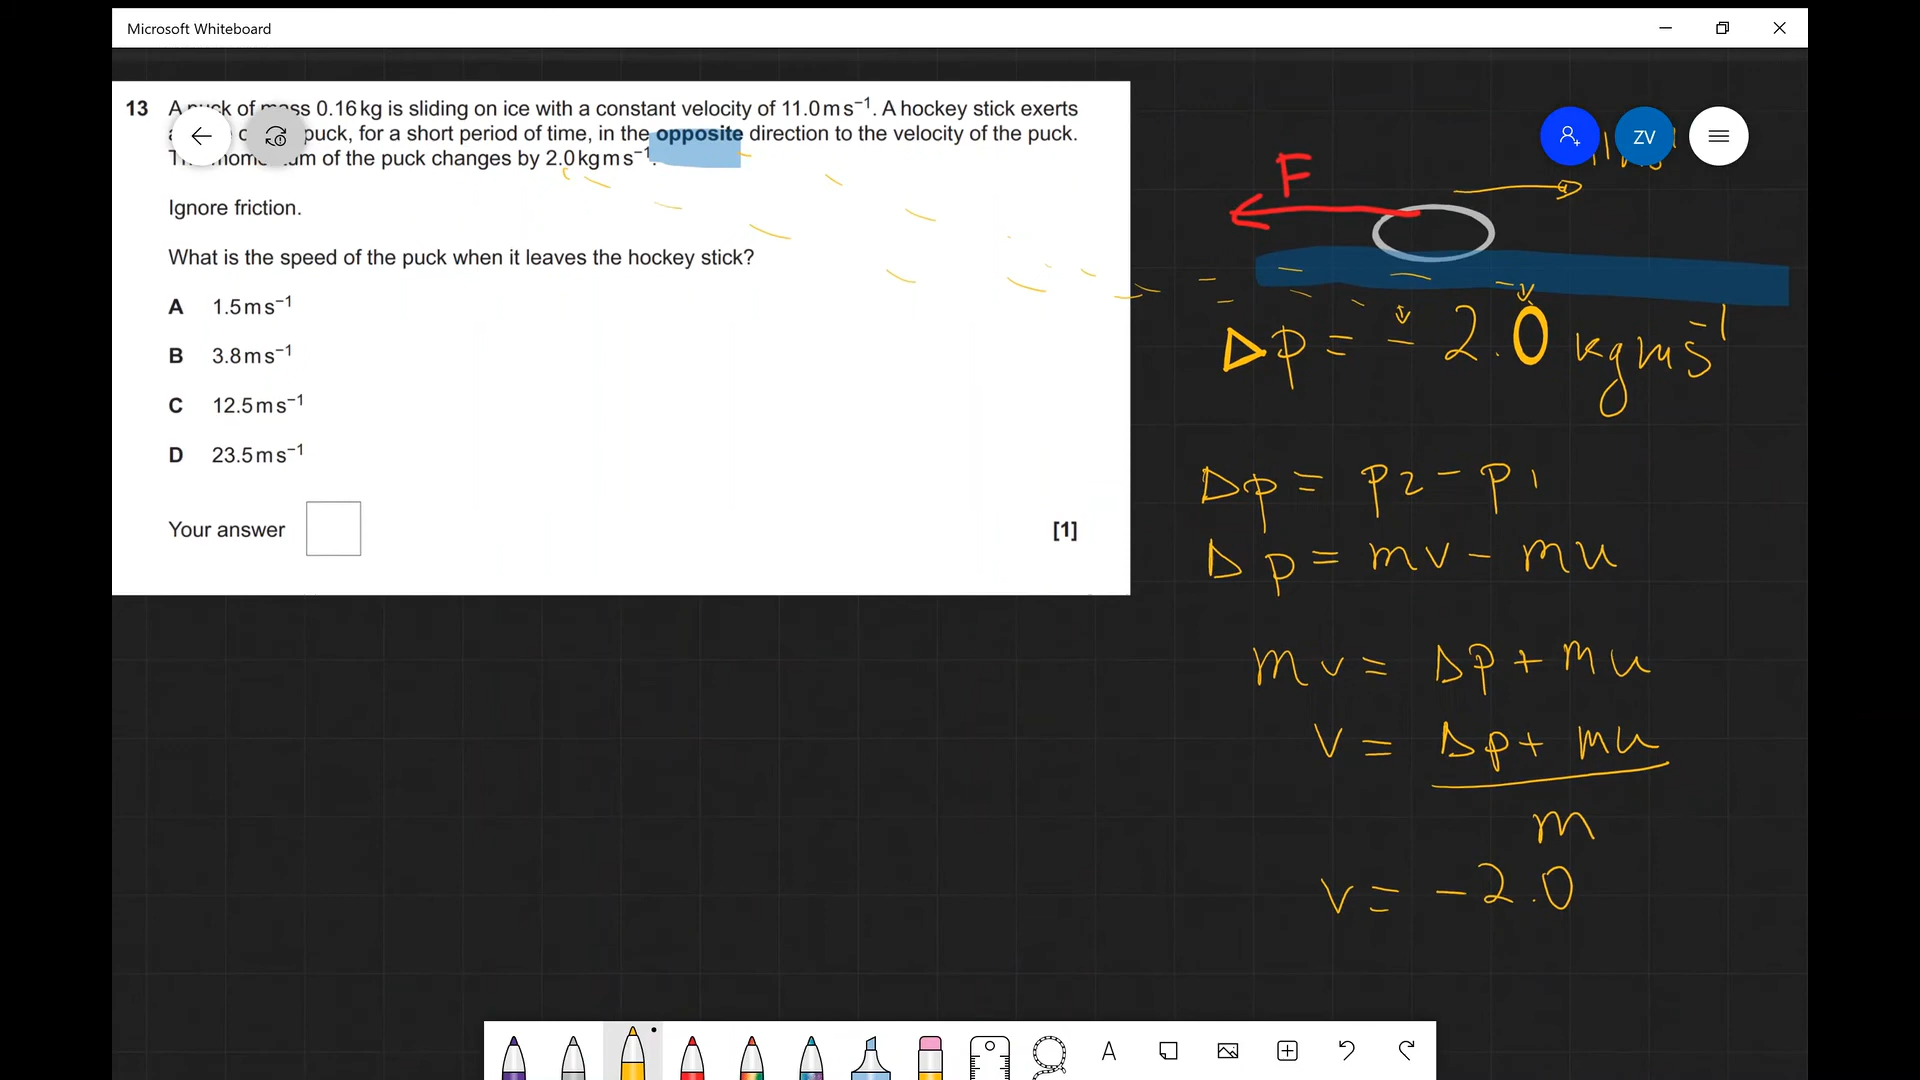 Microsoft Whiteboard
13 A puck of mass 0.16 kg is sliding on ice with a constant velocity of 11.0 m s⁻¹. A hockey stick exerts
puck, for a short period of time, in the opposite direction to the velocity of the puck.
momentum of the puck changes by 2.0 kg m s⁻¹.
Ignore friction.
What is the speed of the puck when it leaves the hockey stick?
A 1.5 m s⁻¹
B 3.8 m s⁻¹
C 12.5 m s⁻¹
D 23.5 m s⁻¹
Your answer
[1]
ZV
F
Δp = - 2.0 kgms⁻¹
Δp = p2 - p1
Δp = mv - mu
mv = Δp + mu
v = Δp + mu
m
v = -2.0
A